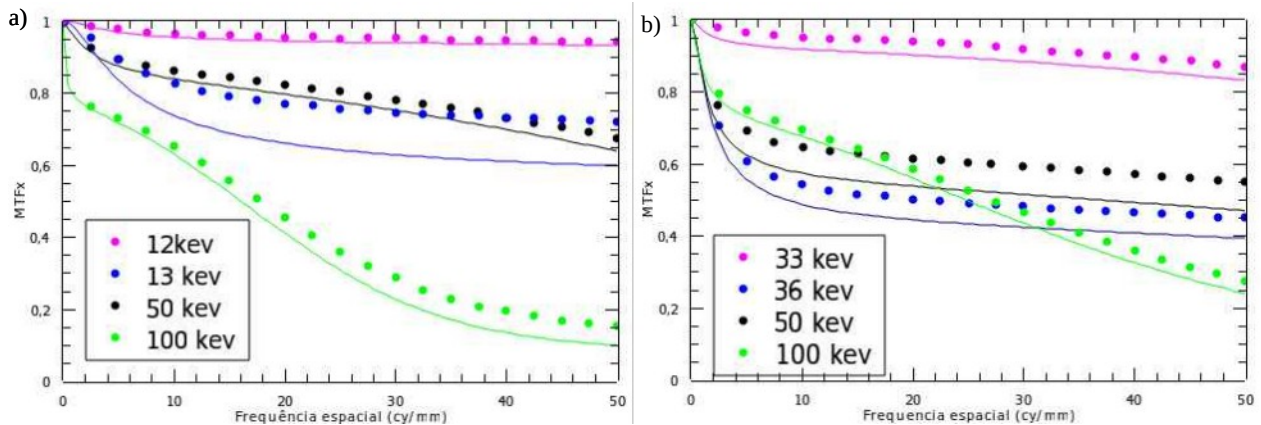 a)
MTFx
1
0,8
0,6
0,4
0,2
0
12kev
13 kev
50 kev
100 kev
0 10 20 30 40 50
Frequência espacial (cy/mm)
b)
MTFx
1
0,8
0,6
0,4
0,2
0
33 kev
36 kev
50 kev
100 kev
0 10 20 30 40 50
Frequência espacial (cy/mm)